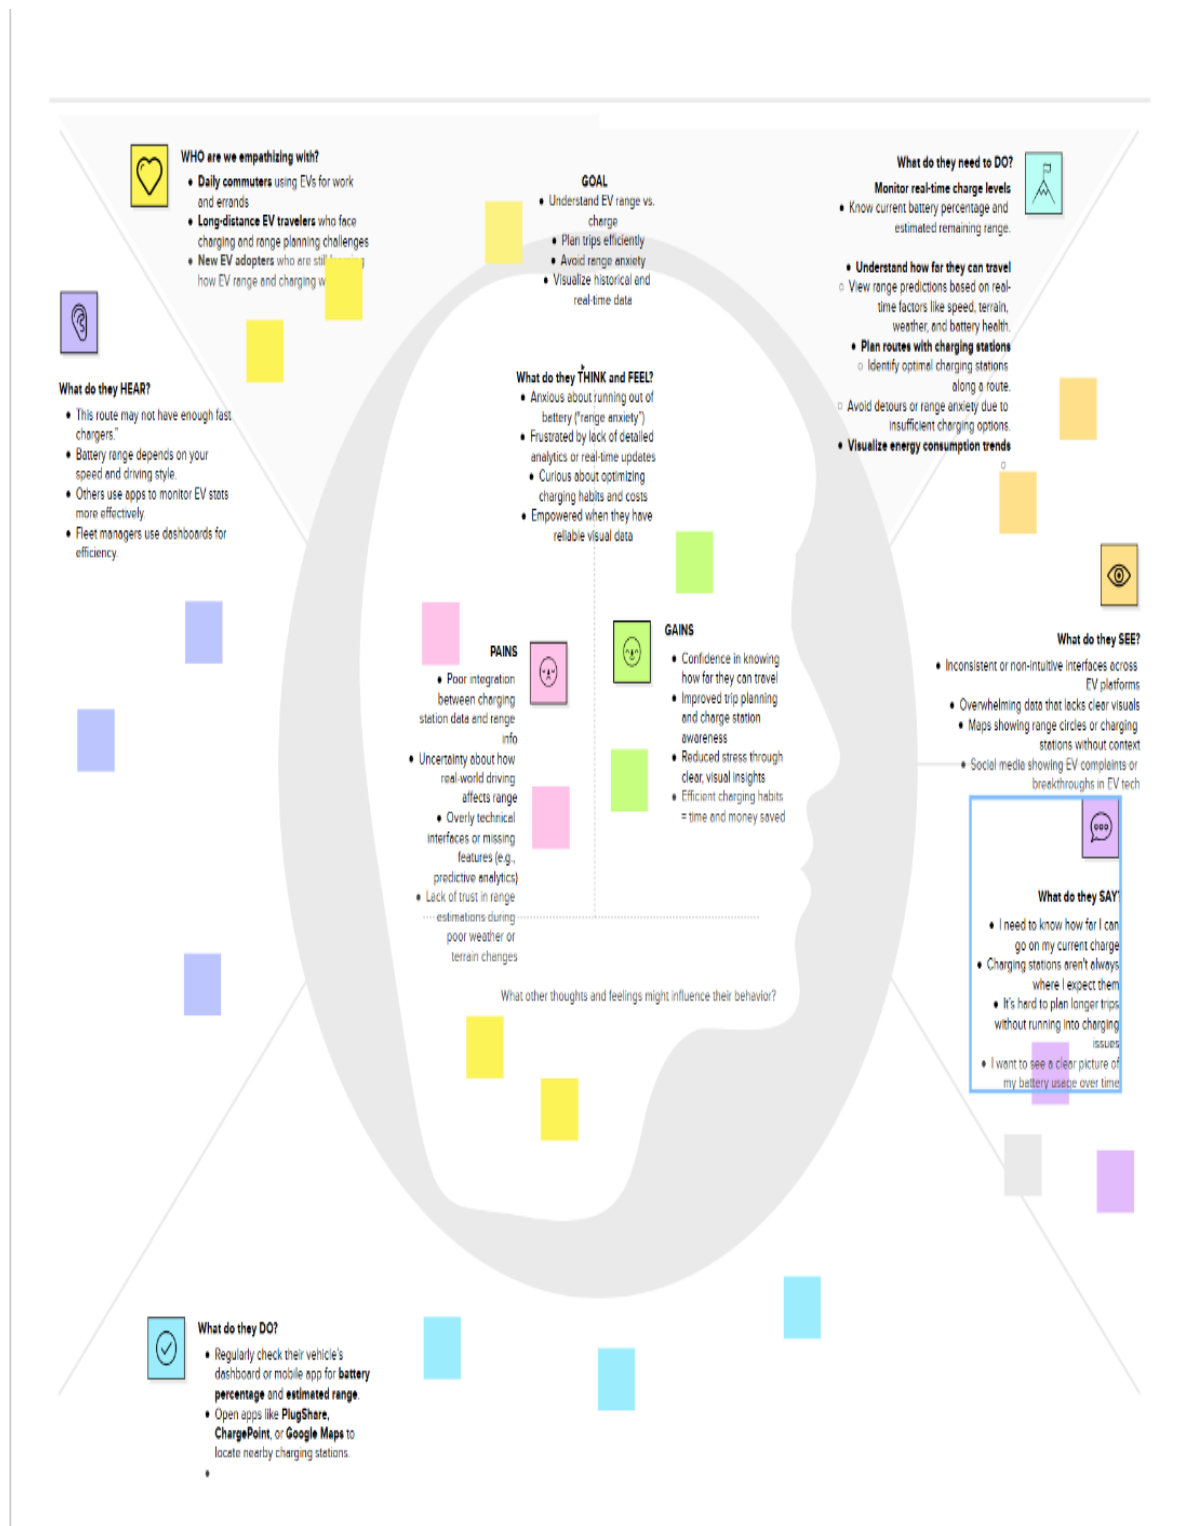 WHO are we empathizing with?
● Daily commuters using EVs for work
and errands
● Long-distance EV travelers who face
charging and range planning challenges
● New EV adopters who are still
how EV range and charging
GOAL
● Understand EV range vs.
charge
● Plan trips efficiently
● Avoid range anxiety
● Visualize historical and
real-time data
What do they need to DO?
Monitor real-time charge levels
● Know current battery percentage and
estimated remaining range.
● Understand how far they can travel
○ View range predictions based on real-
time factors like speed, terrain,
weather, and battery health.
● Plan routes with charging stations
○ Identify optimal charging stations
along a route.
○ Avoid detours or range anxiety due to
insufficient charging options.
● Visualize energy consumption trends
○
What do they HEAR?
● This route may not have enough fast
chargers."
● Battery range depends on your
speed and driving style.
● Others use apps to monitor EV stats
more effectively.
● Fleet managers use dashboards for
efficiency.
What do they THINK and FEEL?
● Anxious about running out of
battery ("range anxiety")
● Frustrated by lack of detailed
analytics or real-time updates
● Curious about optimizing
charging habits and costs
● Empowered when they have
reliable visual data
PAINS
● Poor integration
between charging
station data and range
info
● Uncertainty about how
real-world driving
affects range
● Overly technical
interfaces or missing
features (e.g.,
predictive analytics)
● Lack of trust in range
estimations during
poor weather or
terrain changes
GAINS
● Confidence in knowing
how far they can travel
● Improved trip planning
and charge station
awareness
● Reduced stress through
clear, visual insights
● Efficient charging habits
= time and money saved
What do they SEE?
● Inconsistent or non-intuitive interfaces across
EV platforms
● Overwhelming data that lacks clear visuals
● Maps showing range circles or charging
stations without context
● Social media showing EV complaints or
breakthroughs in EV tech
What do they SAY?
● I need to know how far I can
go on my current charge
● Charging stations aren't always
where I expect them
● It's hard to plan longer trips
without running into charging
issues
● I want to see a clear picture of
my battery usage over time
What other thoughts and feelings might influence their behavior?
What do they DO?
● Regularly check their vehicle's
dashboard or mobile app for battery
percentage and estimated range.
● Open apps like PlugShare,
ChargePoint, or Google Maps to
locate nearby charging stations.
●